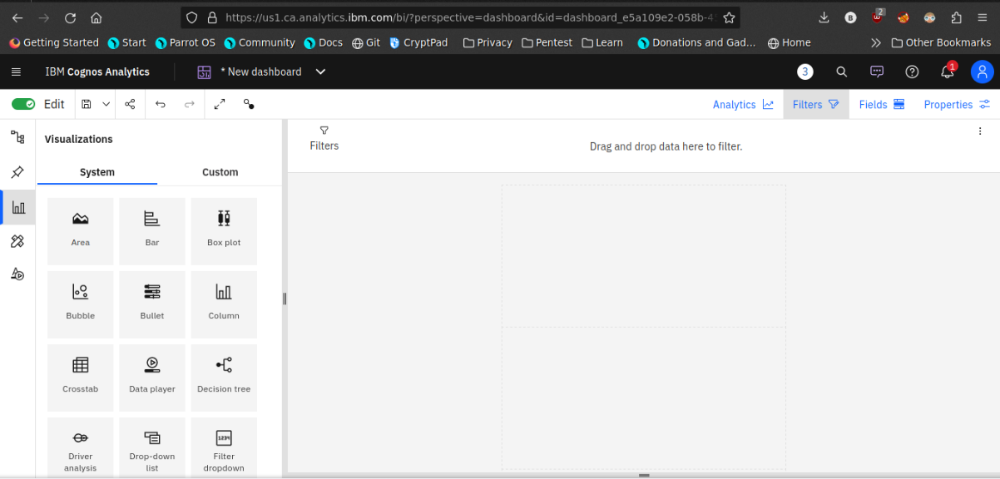 https://us1.ca.analytics.ibm.com/bi/?perspective=dashboard&id=dashboard_e5a109e2-058b-4
B
2
Getting Started Start Parrot OS Community Docs Git CryptPad Privacy Pentest Learn Donations and Gad... Home Other Bookmarks
IBM Cognos Analytics * New dashboard 3 1
Edit Analytics Filters Fields Properties
Visualizations
System Custom
Filters
Drag and drop data here to filter.
Area Bar Box plot
Bubble Bullet Column
Crosstab Data player Decision tree
1234
Driver analysis Drop-down list Filter dropdown